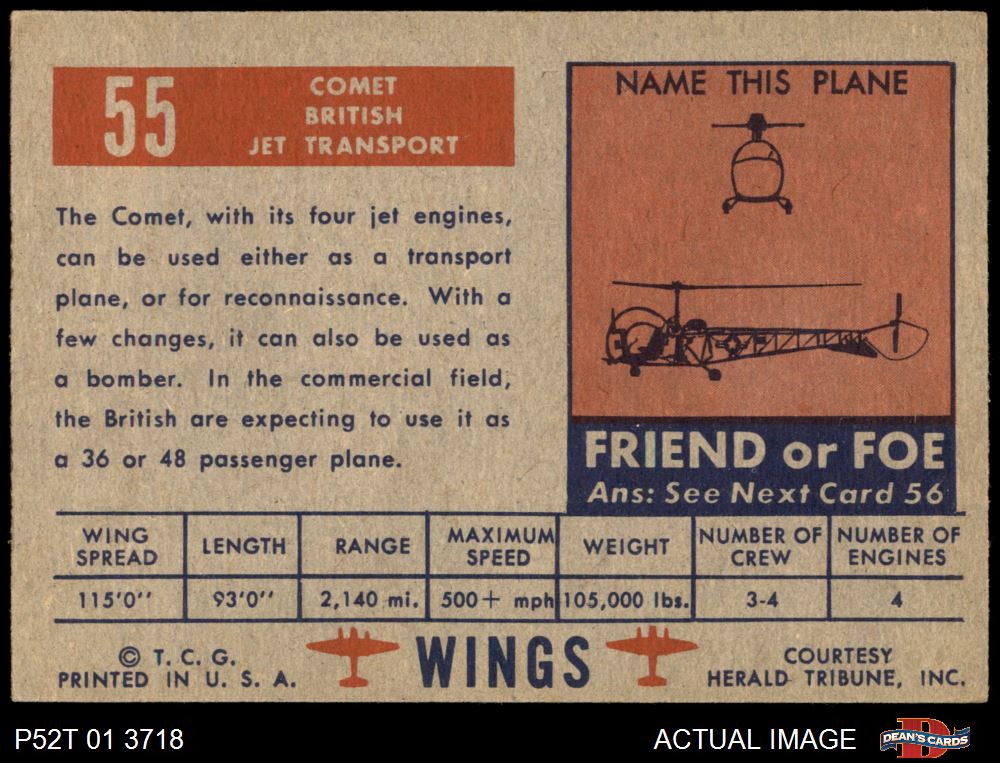 55
COMET
BRITISH
JET TRANSPORT
The Comet, with its four jet engines,
can be used either as a transport
plane, or for reconnaissance. With a
few changes, it can also be used as
a bomber. In the commercial field,
the British are expecting to use it as
a 36 or 48 passenger plane.
NAME THIS PLANE
FRIEND or FOE
Ans: See Next Card 56
WING SPREAD LENGTH RANGE MAXIMUM SPEED WEIGHT NUMBER OF CREW NUMBER OF ENGINES
115'0'' 93'0'' 2,140 mi. 500+ mph 105,000 lbs. 3-4 4
© T. C. G.
PRINTED IN U. S. A.
WINGS
COURTESY
HERALD TRIBUNE, INC.
P52T 01 3718
ACTUAL IMAGE
D
DEAN'S CARDS